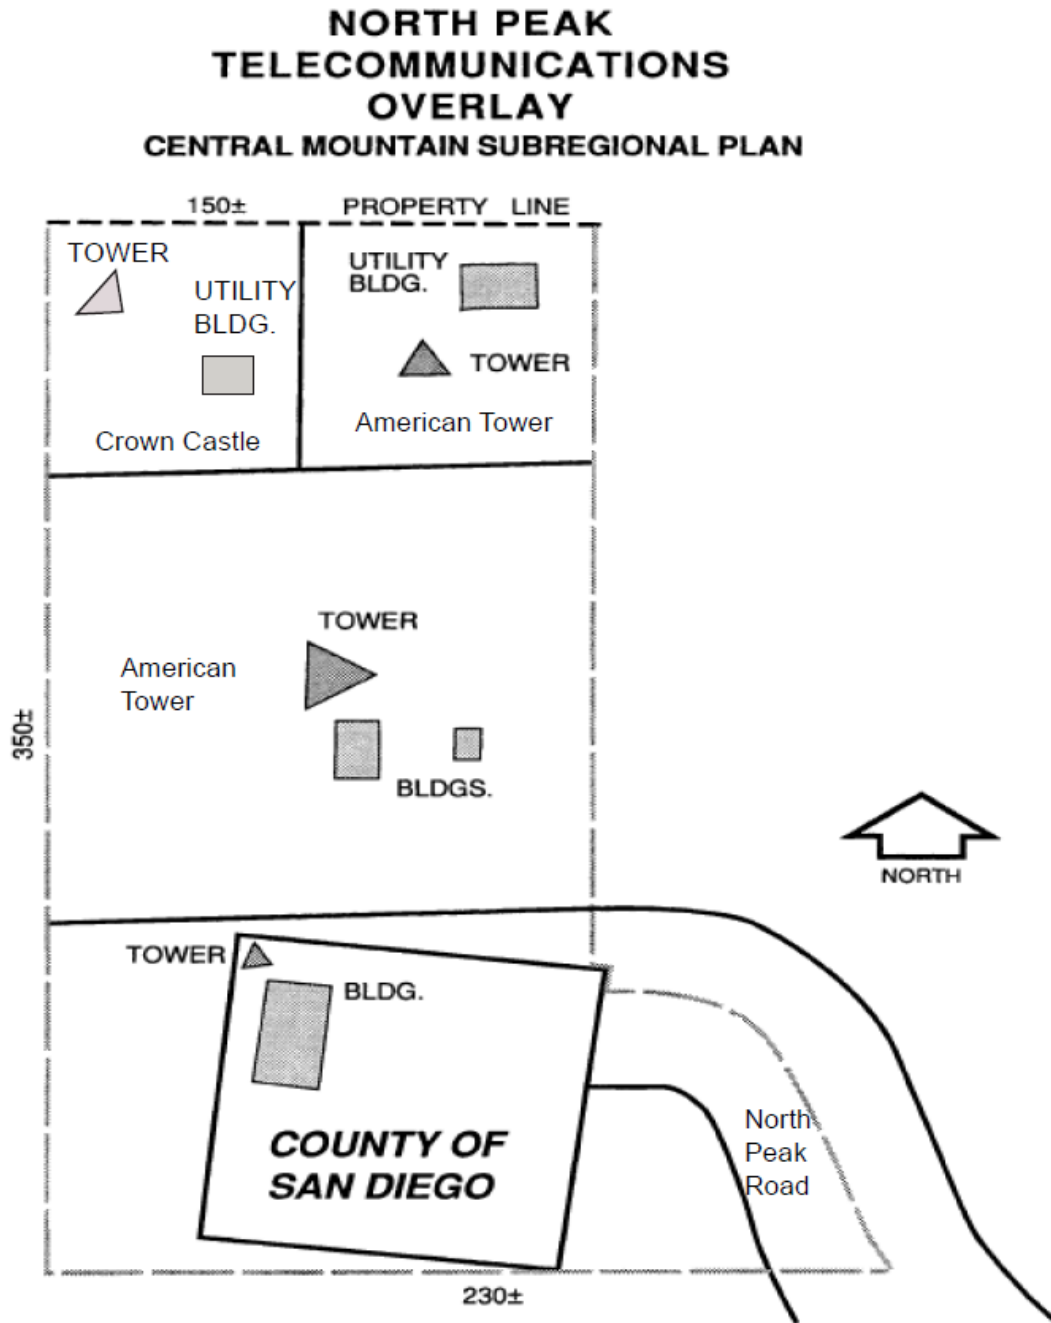 NORTH PEAK
TELECOMMUNICATIONS
OVERLAY
CENTRAL MOUNTAIN SUBREGIONAL PLAN
150±
PROPERTY LINE
TOWER
UTILITY
BLDG.
Crown Castle
UTILITY
BLDG.
TOWER
American Tower
TOWER
American
Tower
BLDGS.
350±
NORTH
TOWER
BLDG.
COUNTY OF
SAN DIEGO
North
Peak
Road
230±